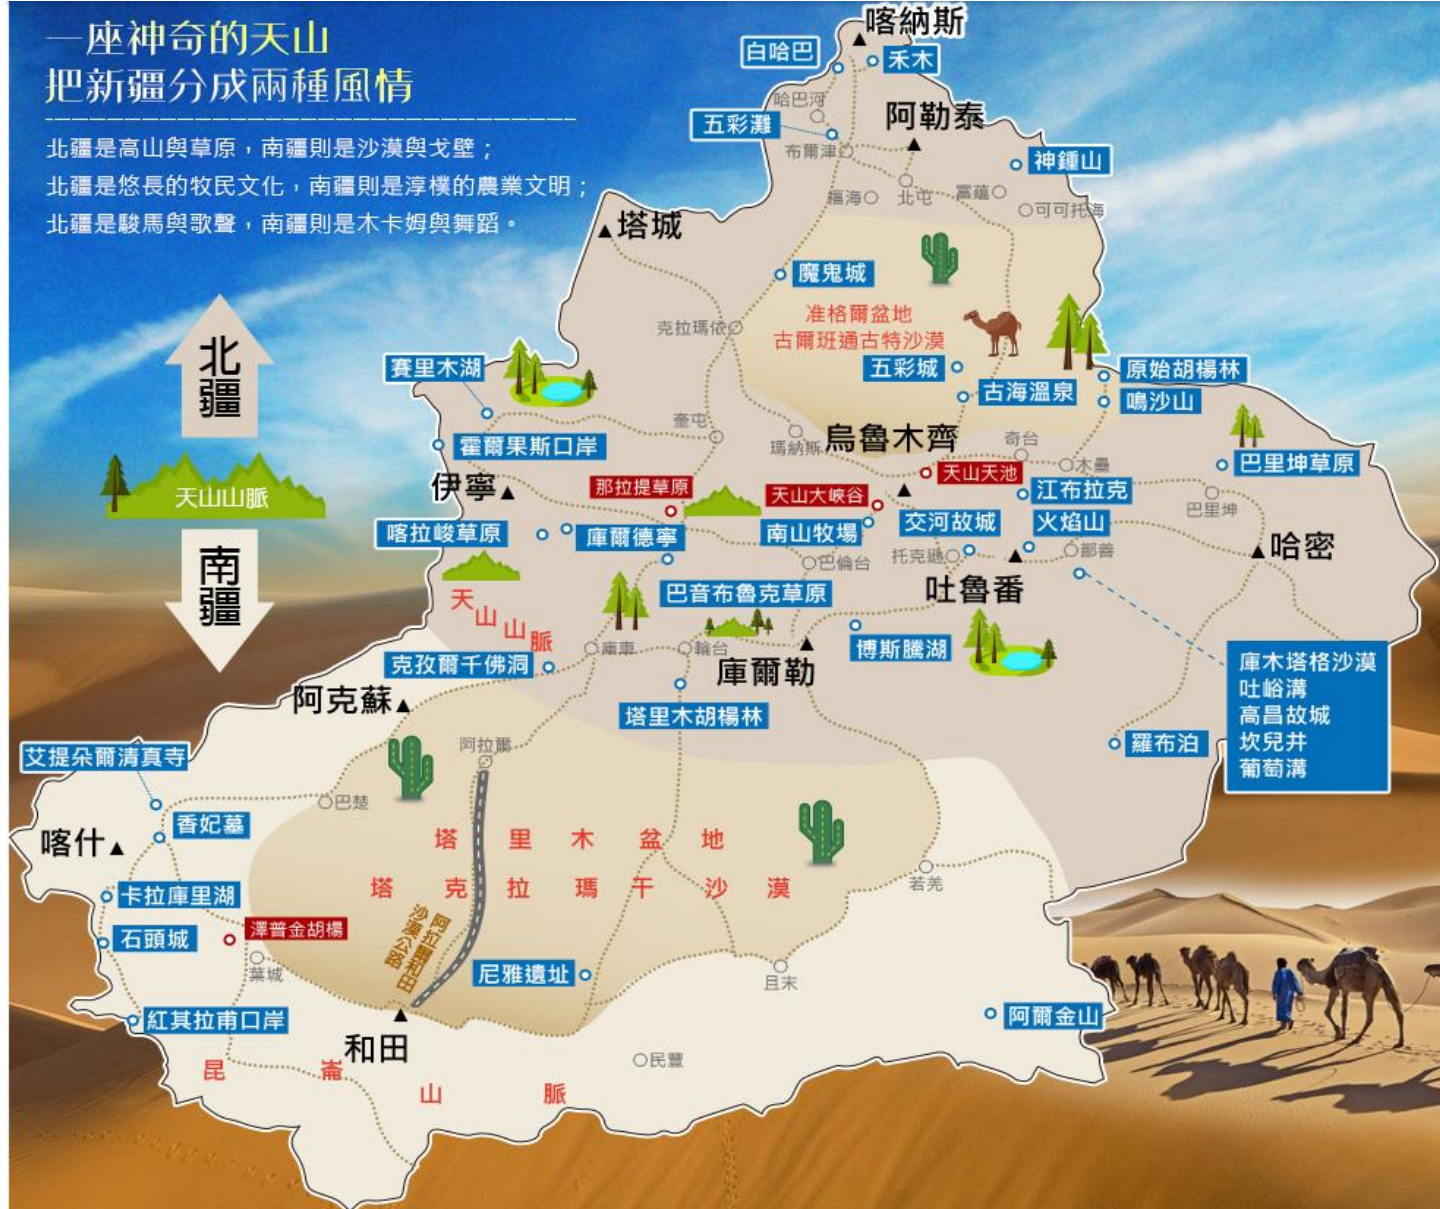 一座神奇的天山
把新疆分成兩種風情
北疆是高山與草原，南疆則是沙漠與戈壁；
北疆是悠長的牧民文化，南疆則是淳樸的農業文明；
北疆是駿馬與歌聲，南疆則是木卡姆與舞蹈。
北疆
天山山脈
南疆
喀納斯
白哈巴
禾木
哈巴河
五彩灘
阿勒泰
布爾津
神鍾山
福海
北屯
富蘊
可可托海
塔城
魔鬼城
准格爾盆地
古爾班通古特沙漠
克拉瑪依
賽里木湖
五彩城
原始胡楊林
古海溫泉
鳴沙山
奎屯
瑪納斯
烏魯木齊
奇台
霍爾果斯口岸
木壘
巴里坤草原
天山天池
伊寧
那拉提草原
天山大峽谷
江布拉克
巴里坤
喀拉峻草原
庫爾德寧
南山牧場
交河故城
火焰山
托克遜
鄯善
哈密
巴倫台
吐魯番
天山山脈
巴音布魯克草原
庫車
輪台
博斯騰湖
克孜爾千佛洞
庫爾勒
庫木塔格沙漠
吐峪溝
高昌故城
坎兒井
葡萄溝
阿克蘇
塔里木胡楊林
羅布泊
阿拉爾
艾提朵爾清真寺
巴楚
香妃墓
喀什
塔里木盆地
塔克拉瑪干沙漠
若羌
卡拉庫里湖
阿拉爾和田
沙漠公路
澤普金胡楊
石頭城
葉城
尼雅遺址
且末
紅其拉甫口岸
和田
阿爾金山
民豐
昆崙山脈